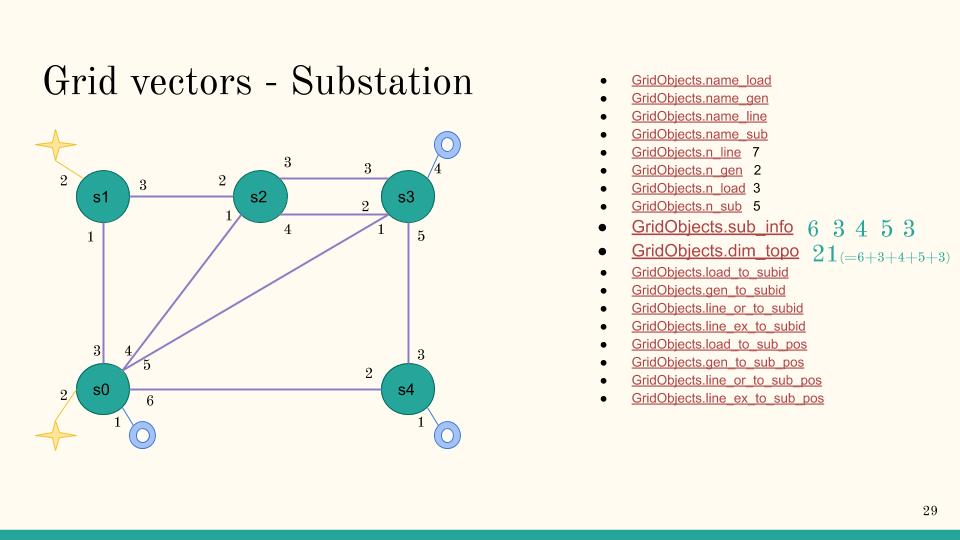 Grid vectors - Substation
3 3 4
2 s1 3 2 s2 s3
1 1 4 2 1 5
3 4 5 3
2 s0 6 2 s4
1 1
● GridObjects.name_load
● GridObjects.name_gen
● GridObjects.name_line
● GridObjects.name_sub
● GridObjects.n_line 7
● GridObjects.n_gen 2
● GridObjects.n_load 3
● GridObjects.n_sub 5
● GridObjects.sub_info 6 3 4 5 3
● GridObjects.dim_topo 21(=6+3+4+5+3)
● GridObjects.load_to_subid
● GridObjects.gen_to_subid
● GridObjects.line_or_to_subid
● GridObjects.line_ex_to_subid
● GridObjects.load_to_sub_pos
● GridObjects.gen_to_sub_pos
● GridObjects.line_or_to_sub_pos
● GridObjects.line_ex_to_sub_pos
29